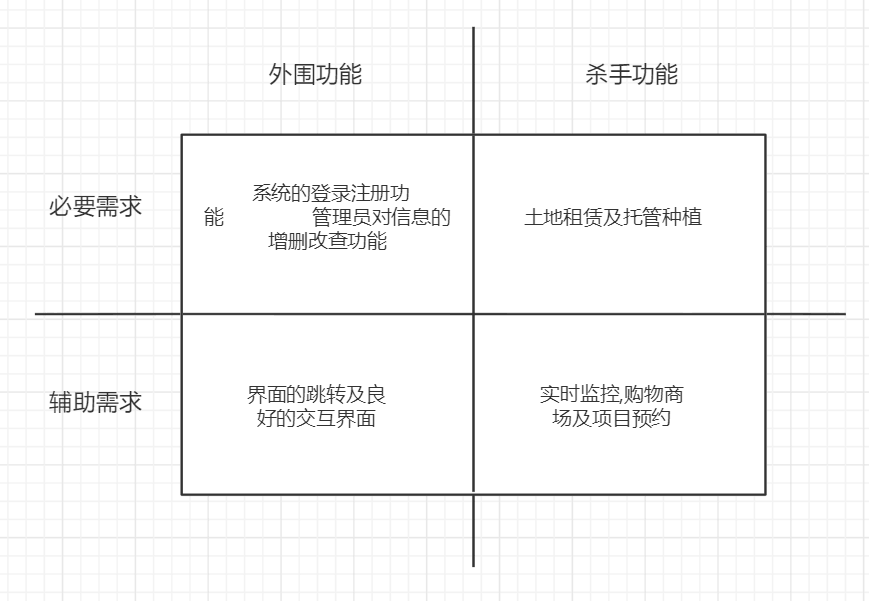 外围功能
杀手功能
必要需求
系统的登录注册功
能 管理员对信息的
增删改查功能
土地租赁及托管种植
辅助需求
界面的跳转及良
好的交互界面
实时监控,购物商
场及项目预约